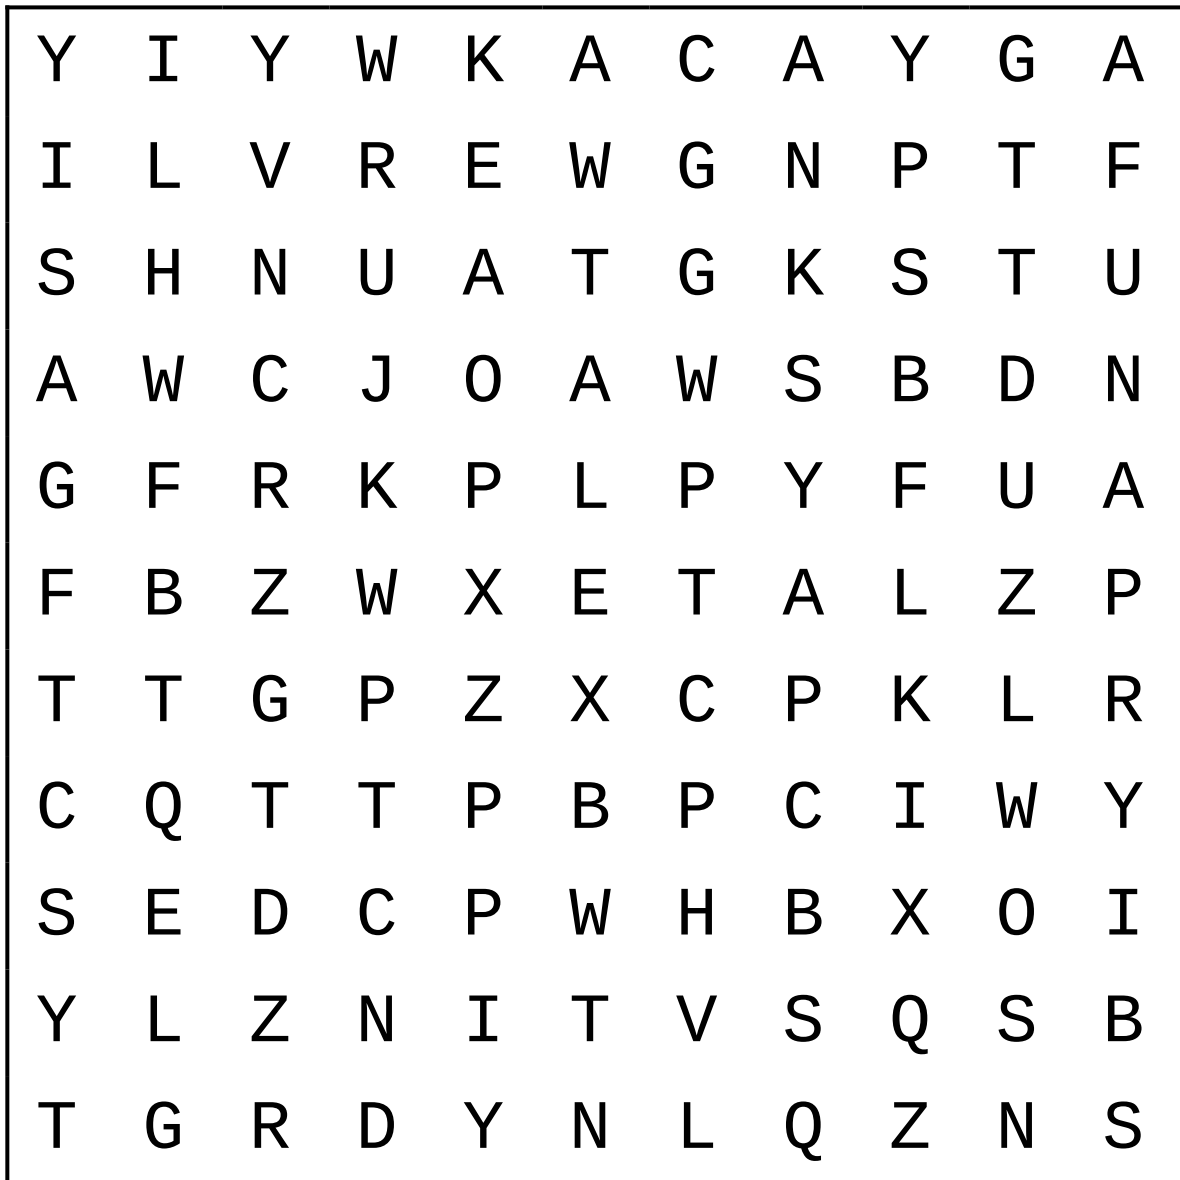 Y I Y W K A C A Y G A
I L V R E W G N P T F
S H N U A T G K S T U
A W C J O A W S B D N
G F R K P L P Y F U A
F B Z W X E T A L Z P
T T G P Z X C P K L R
C Q T T P B P C I W Y
S E D C P W H B X O I
Y L Z N I T V S Q S B
T G R D Y N L Q Z N S